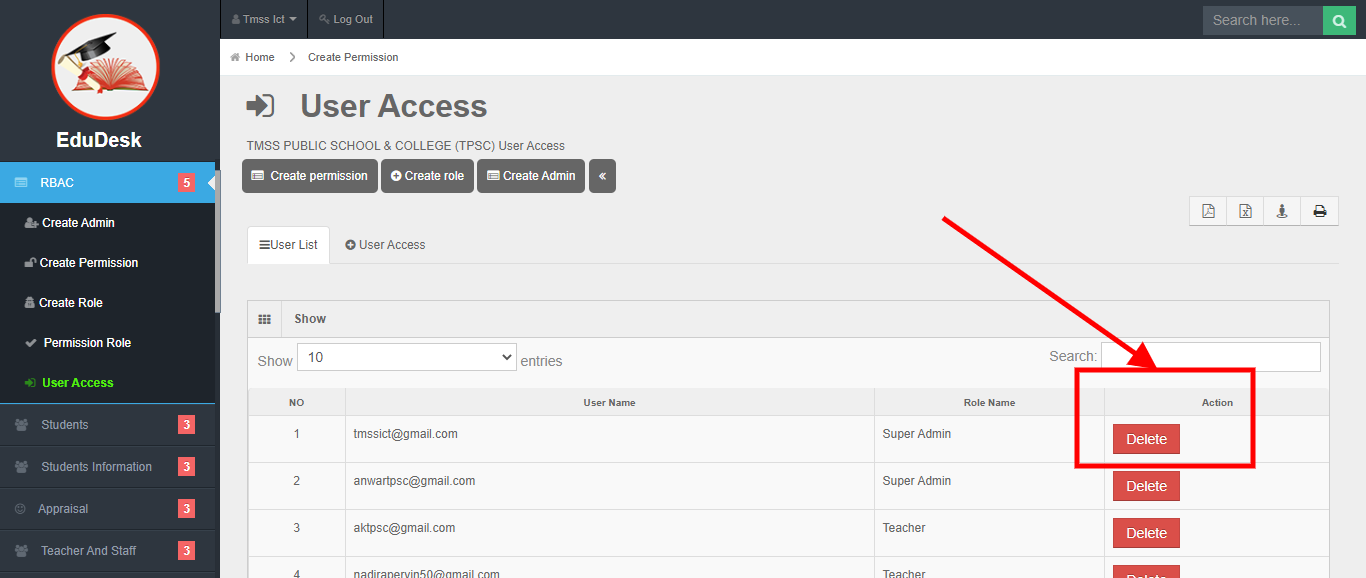 Tmss Ict
Log Out
Search here...
EduDesk
Home
Create Permission
User Access
TMSS PUBLIC SCHOOL & COLLEGE (TPSC) User Access
Create permission
Create role
Create Admin
«
RBAC 5
Create Admin
Create Permission
Create Role
Permission Role
User Access
Students 3
Students Information 3
Appraisal 3
Teacher And Staff 3
User List
User Access
Show
Show 10 entries
Search:
NO User Name Role Name Action
1 tmssict@gmail.com Super Admin Delete
2 anwartpsc@gmail.com Super Admin Delete
3 aktpsc@gmail.com Teacher Delete
4 nadirapervin50@gmail.com Teacher Delete